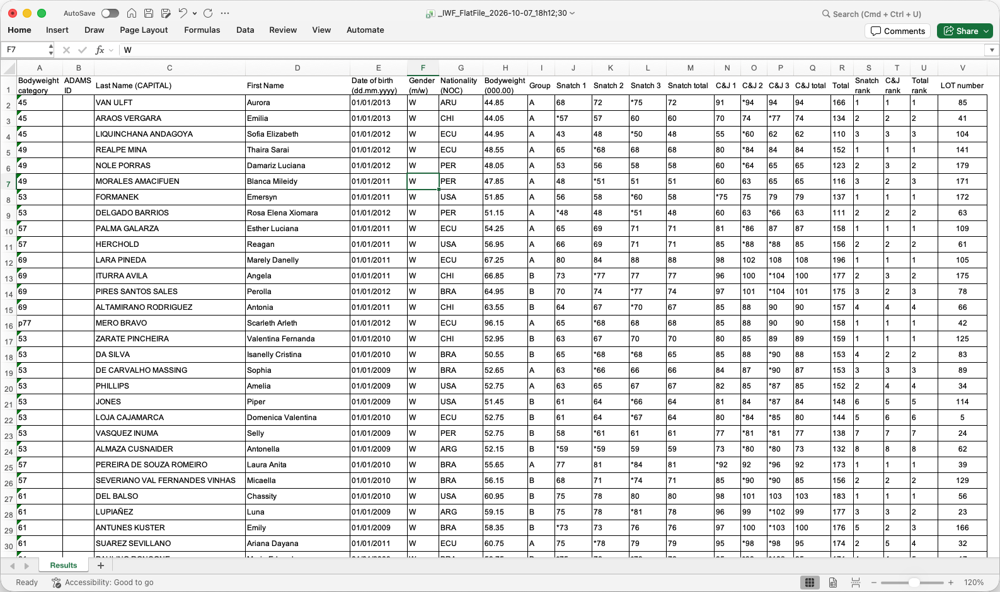 AutoSave
_IWF_FlatFile_2026-10-07_18h12;30
Search (Cmd + Ctrl + U)
Home Insert Draw Page Layout Formulas Data Review View Automate
Comments Share
F7 fx W
A B C D E F G H I J K L M N O P Q R S T U V
1 Bodyweight category ADAMS ID Last Name (CAPITAL) First Name Date of birth (dd.mm.yyyy) Gender (m/w) Nationality (NOC) Bodyweight (000.00) Group Snatch 1 Snatch 2 Snatch 3 Snatch total C&J 1 C&J 2 C&J 3 C&J total Total Snatch rank C&J rank Total rank LOT number
2 45 VAN ULFT Aurora 01/01/2013 W ARU 44.85 A 68 72 *75 72 91 *94 94 94 166 1 1 1 85
3 45 ARAOS VERGARA Emilia 01/01/2013 W CHI 44.05 A *57 57 60 60 70 74 *77 74 134 2 2 2 41
4 45 LIQUINCHANA ANDAGOYA Sofia Elizabeth 01/01/2012 W ECU 44.95 A 43 48 *50 48 55 *60 62 62 110 3 3 3 104
5 49 REALPE MINA Thaira Sarai 01/01/2012 W ECU 48.55 A 65 *68 68 68 80 *84 84 84 152 1 1 1 141
6 49 NOLE PORRAS Damariz Luciana 01/01/2012 W PER 48.05 A 53 56 58 58 60 *64 65 65 123 2 3 2 179
7 49 MORALES AMACIFUEN Blanca Mileidy 01/01/2011 W PER 47.85 A 48 *51 51 51 60 63 65 65 116 3 2 3 171
8 53 FORMANEK Emersyn 01/01/2011 W USA 51.85 A 56 58 *60 58 *75 75 79 79 137 1 1 1 172
9 53 DELGADO BARRIOS Rosa Elena Xiomara 01/01/2012 W PER 51.15 A *48 48 *51 48 60 63 *66 63 111 2 2 2 63
10 57 PALMA GALARZA Esther Luciana 01/01/2011 W ECU 54.25 A 65 69 71 71 81 *86 87 87 158 1 1 1 109
11 57 HERCHOLD Reagan 01/01/2011 W USA 56.95 A 66 69 71 71 85 *88 *88 85 156 2 2 2 61
12 69 LARA PINEDA Marely Danelly 01/01/2011 W ECU 67.25 A 80 84 88 88 98 102 108 108 196 1 1 1 105
13 69 ITURRA AVILA Angela 01/01/2011 W CHI 66.85 B 73 *77 77 77 96 100 *104 100 177 2 3 2 175
14 69 PIRES SANTOS SALES Perolla 01/01/2012 W BRA 64.95 B 70 74 *77 74 97 101 *104 101 175 3 2 3 78
15 69 ALTAMIRANO RODRIGUEZ Antonia 01/01/2011 W CHI 63.55 B 64 67 *70 67 85 88 90 90 157 4 4 4 66
16 p77 MERO BRAVO Scarleth Arleth 01/01/2012 W ECU 96.15 A 65 *68 68 68 85 88 90 90 158 1 1 1 42
17 53 ZARATE PINCHEIRA Valentina Fernanda 01/01/2010 W CHI 52.95 B 63 67 70 70 80 85 89 89 159 1 1 1 125
18 53 DA SILVA Isanelly Cristina 01/01/2010 W BRA 50.55 B 65 *68 *68 65 85 88 *90 88 153 4 2 2 83
19 53 DE CARVALHO MASSING Sophia 01/01/2009 W BRA 52.65 A 63 *66 66 66 84 87 *90 87 153 3 3 3 89
20 53 PHILLIPS Amelia 01/01/2009 W USA 52.75 A 63 65 67 67 82 85 *87 85 152 2 4 4 34
21 53 JONES Piper 01/01/2009 W USA 51.45 B 61 64 *66 64 81 84 *87 84 148 6 5 5 114
22 53 LOJA CAJAMARCA Domenica Valentina 01/01/2010 W ECU 52.75 B 61 64 *67 64 80 *84 *85 80 144 5 6 6 5
23 53 VASQUEZ INUMA Selly 01/01/2009 W PER 52.75 B 58 *61 61 61 77 *81 *81 77 138 7 7 7 24
24 53 ALMAZA CUSNAIDER Antonella 01/01/2009 W ARG 52.15 B *59 *59 59 59 73 *80 *80 73 132 8 8 8 62
25 57 PEREIRA DE SOUZA ROMEIRO Laura Anita 01/01/2010 W BRA 55.65 A 77 81 *84 81 *92 92 *96 92 173 1 1 1 39
26 57 SEVERIANO VAL FERNANDES VINHAS Micaella 01/01/2010 W BRA 56.15 B 68 71 *74 71 85 *90 *90 85 156 2 2 2 129
27 61 DEL BALSO Chassity 01/01/2010 W USA 60.95 B 75 78 80 80 98 101 103 103 183 1 1 1 56
28 61 LUPIAÑEZ Luna 01/01/2009 W ARG 59.15 B 75 78 *81 78 96 99 *102 99 177 3 3 2 23
29 61 ANTUNES KUSTER Emily 01/01/2009 W BRA 58.35 B *73 73 76 76 97 100 *103 100 176 5 2 3 166
30 61 SUAREZ SEVILLANO Ariana Dayana 01/01/2011 W ECU 60.75 A 75 *78 79 79 95 *98 *98 95 174 2 5 4 32
Results
Ready Accessibility: Good to go 120%